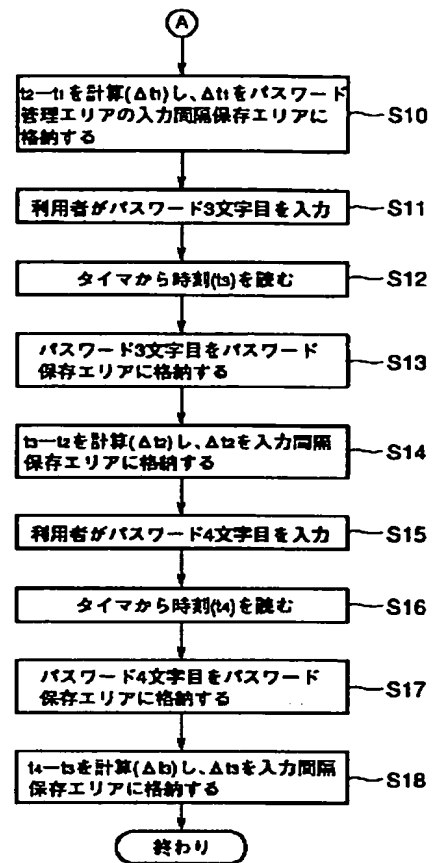 A
t2―t1を計算(Δt1)し、Δt1をパスワード
管理エリアの入力間隔保存エリアに
格納する
S10
利用者がパスワード3文字目を入力
S11
タイマから時刻(t3)を読む
S12
パスワード3文字目をパスワード
保存エリアに格納する
S13
t3―t2を計算(Δt2)し、Δt2を入力間隔
保存エリアに格納する
S14
利用者がパスワード4文字目を入力
S15
タイマから時刻(t4)を読む
S16
パスワード4文字目をパスワード
保存エリアに格納する
S17
t4―t3を計算(Δt3)し、Δt3を入力間隔
保存エリアに格納する
S18
終わり